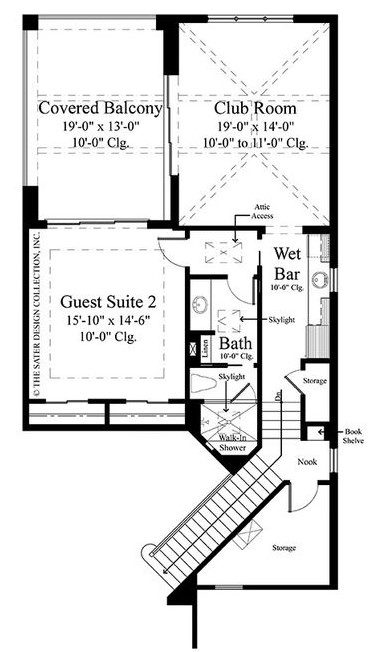 Covered Balcony
19'-0" x 13'-0"
10'-0" Clg.
Club Room
19'-0" x 14'-0"
10'-0" to 11'-0" Clg.
Attic
Access
Wet
Bar
10'-0" Clg.
Guest Suite 2
15'-10" x 14'-6"
10'-0" Clg.
© THE SATER DESIGN COLLECTION, INC.
Skylight
Linen
Bath
10'-0" Clg.
Skylight
Storage
Dn
Walk-In
Shower
Book
Shelve
Nook
Storage